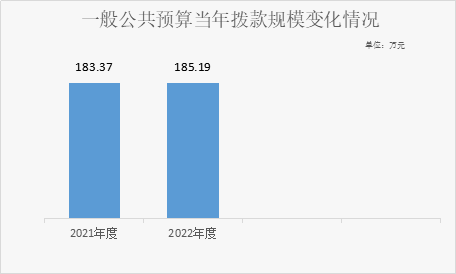 一般公共预算当年拨款规模变化情况
单位：万元
183.37
185.19
2021年度
2022年度